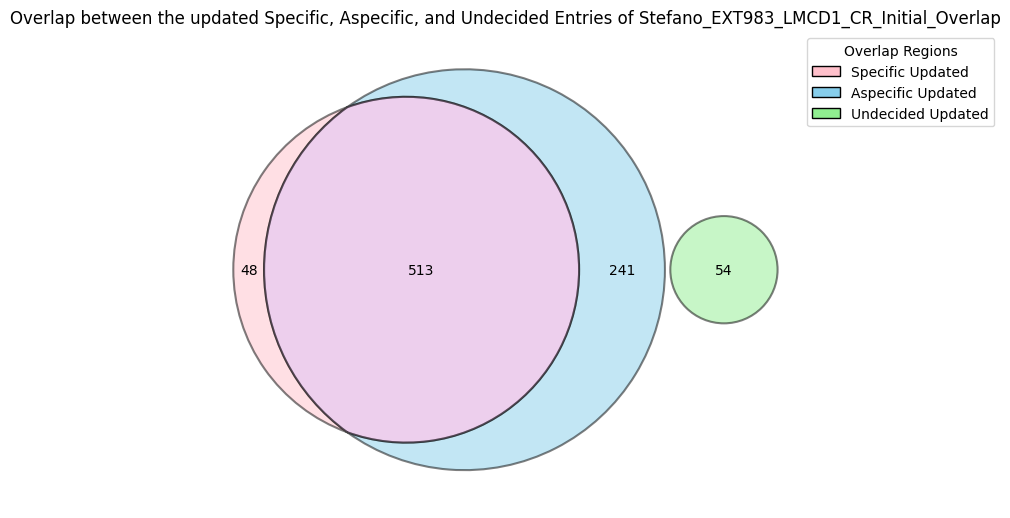 Overlap between the updated Specific, Aspecific, and Undecided Entries of Stefano_EXT983_LMCD1_CR_Initial_Overlap
Overlap Regions
Specific Updated
Aspecific Updated
Undecided Updated
48
513
241
54